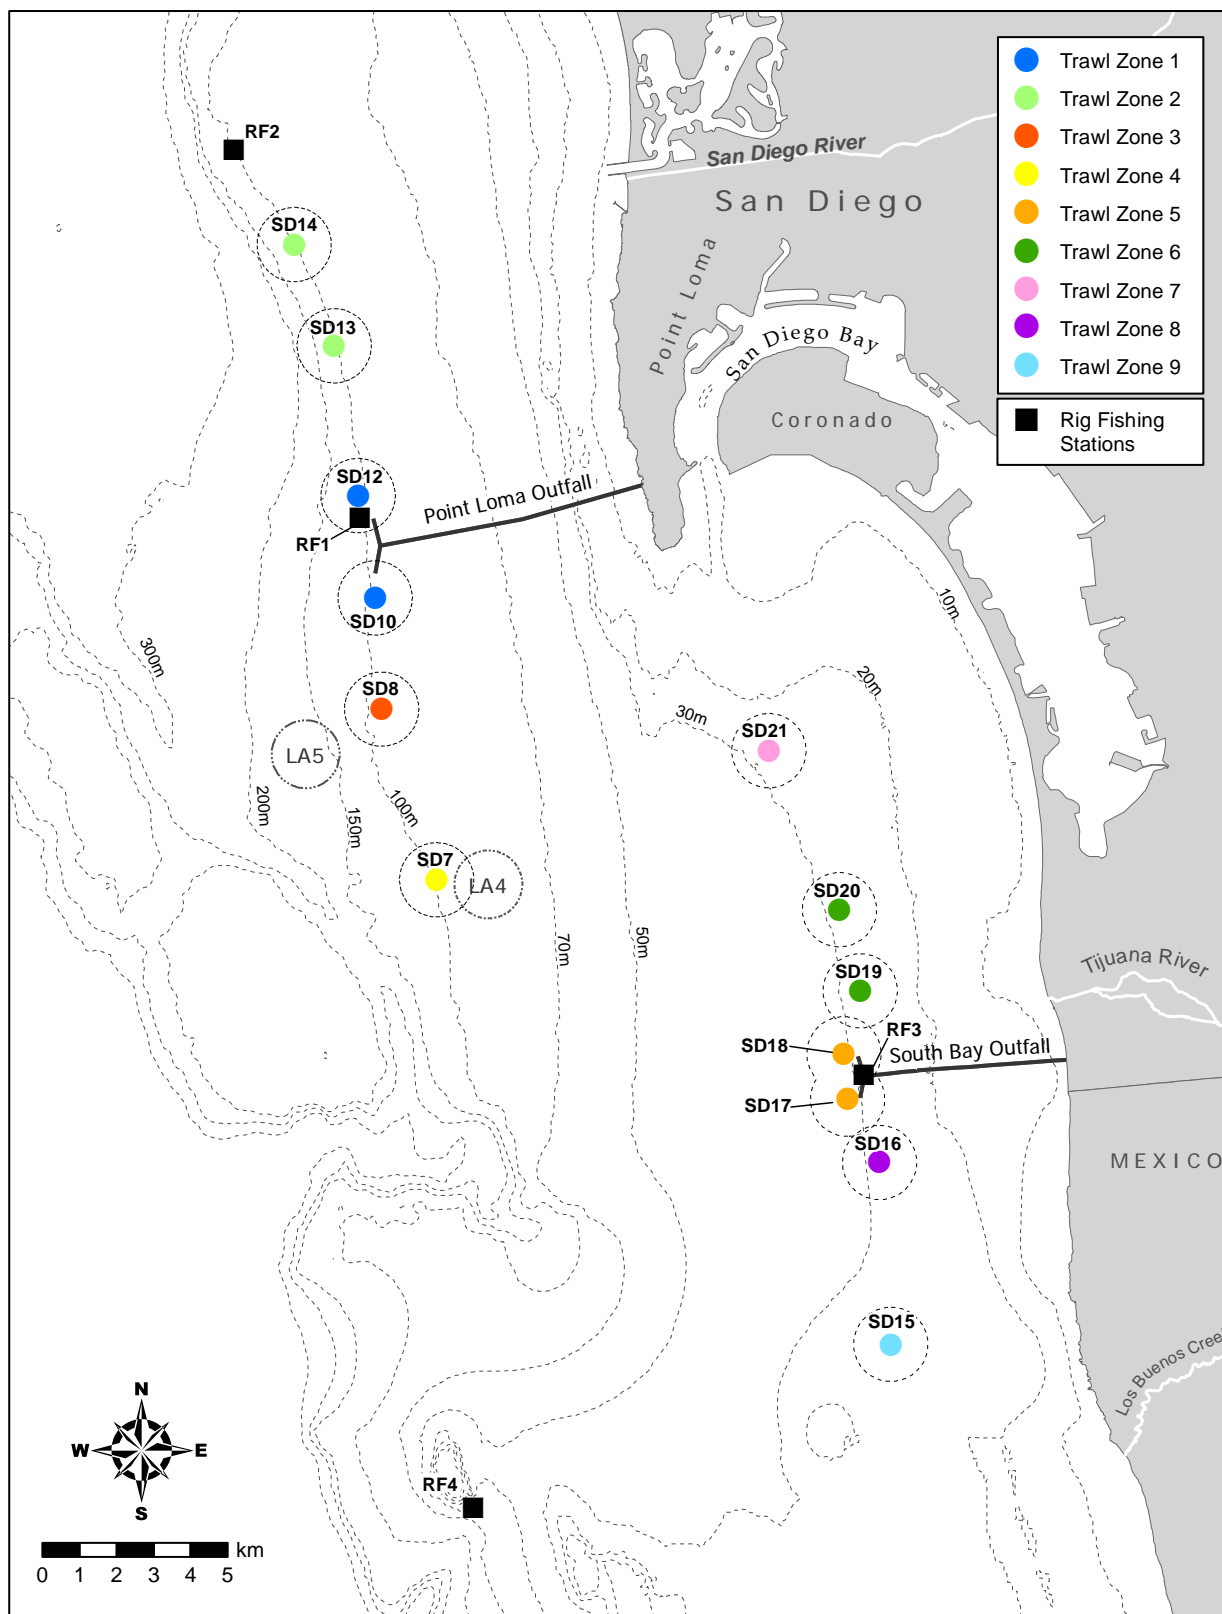 Trawl Zone 1
Trawl Zone 2
Trawl Zone 3
Trawl Zone 4
Trawl Zone 5
Trawl Zone 6
Trawl Zone 7
Trawl Zone 8
Trawl Zone 9
Rig Fishing
Stations
RF2
San Diego River
San Diego
SD14
Point Loma
SD13
San Diego Bay
Coronado
SD12
Point Loma Outfall
RF1
SD10
10m
300m
SD8
20m
30m
SD21
LA5
200m
150m
100m
SD7
LA4
SD20
70m
50m
SD19
Tijuana River
RF3
SD18
South Bay Outfall
SD17
SD16
MEXICO
SD15
Los Buenos Creek
N
W
E
S
RF4
km
0 1 2 3 4 5